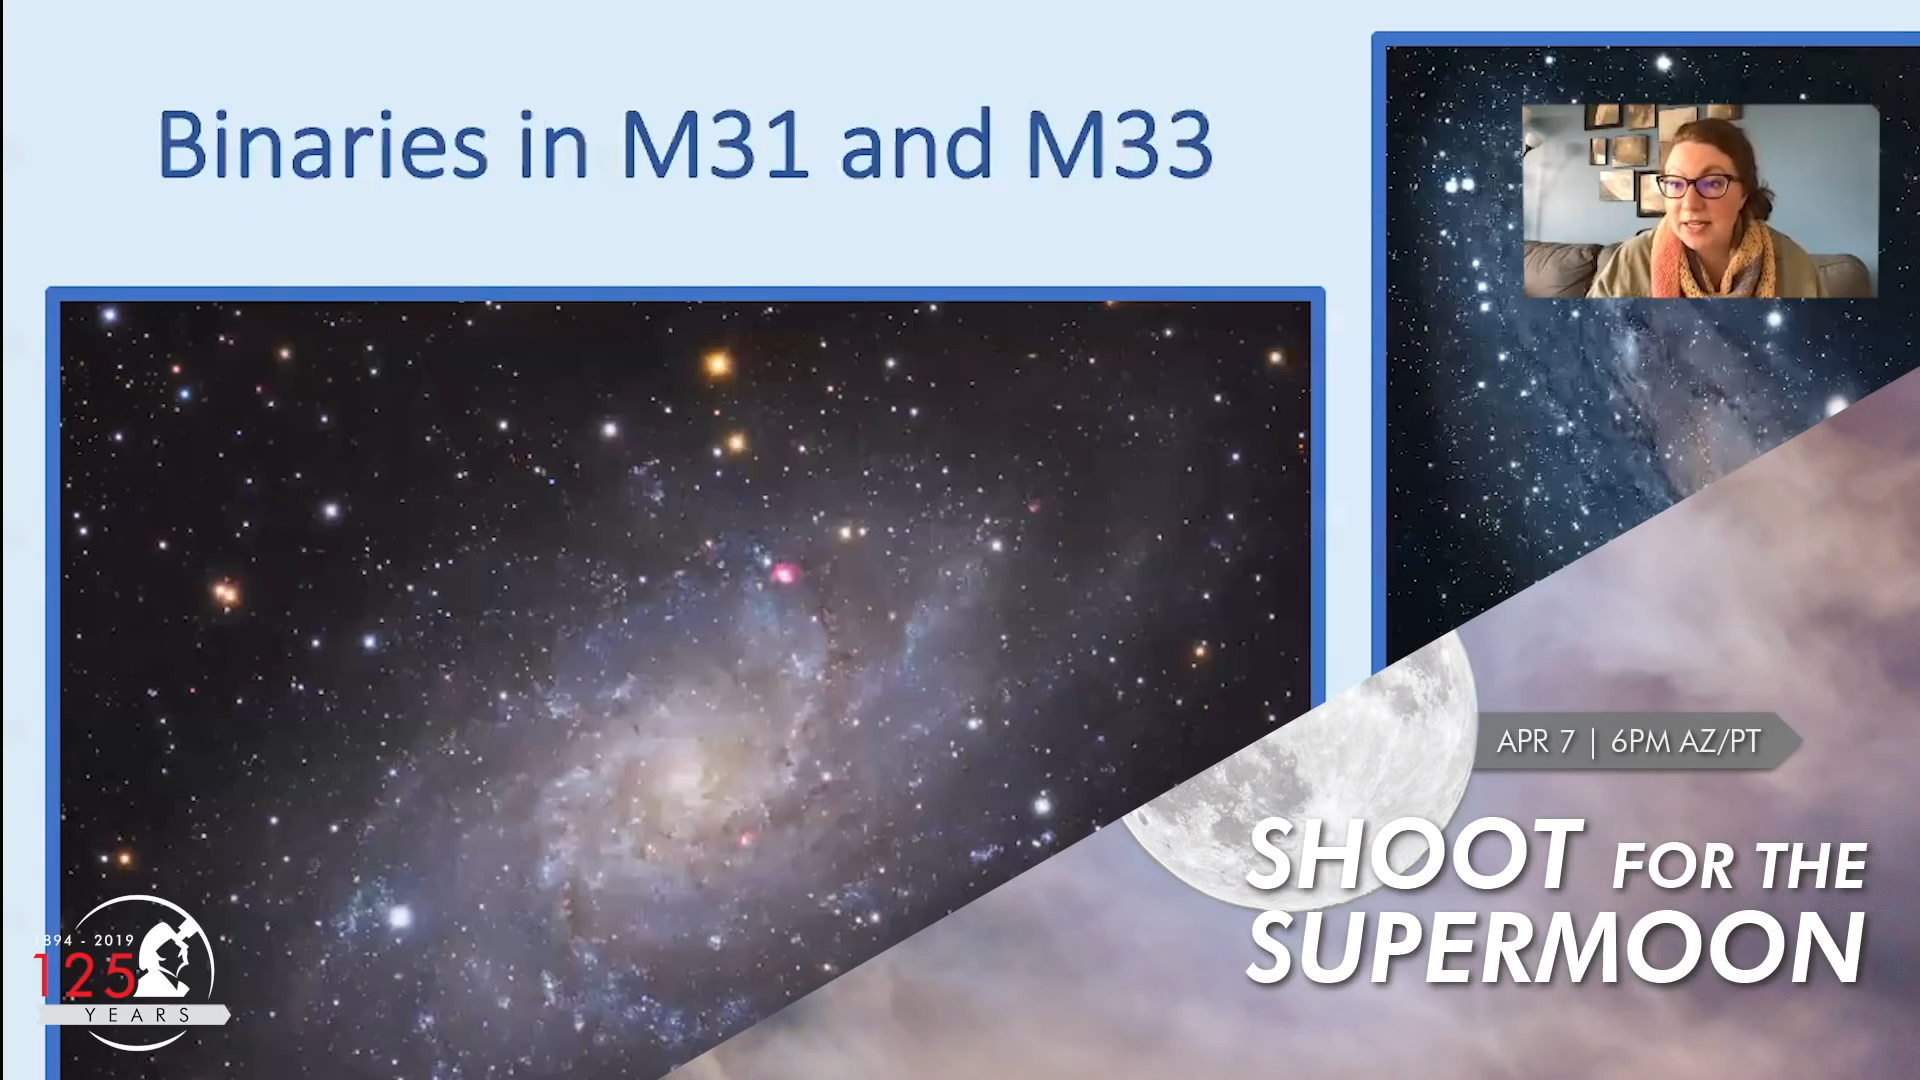 Binaries in M31 and M33
APR 7 | 6PM AZ/PT
SHOOT FOR THE
SUPERMOON
1894 - 2019
125
YEARS